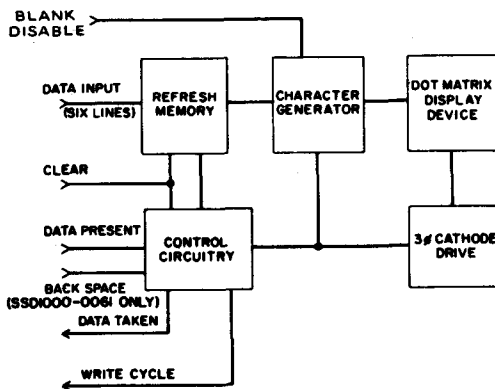 BLANK
DISABLE
DATA INPUT
(SIX LINES)
REFRESH
MEMORY
CHARACTER
GENERATOR
DOT MATRIX
DISPLAY
DEVICE
CLEAR
DATA PRESENT
CONTROL
CIRCUITRY
3ø CATHODE
DRIVE
BACK SPACE
(SSD1000-0061 ONLY)
DATA TAKEN
WRITE CYCLE